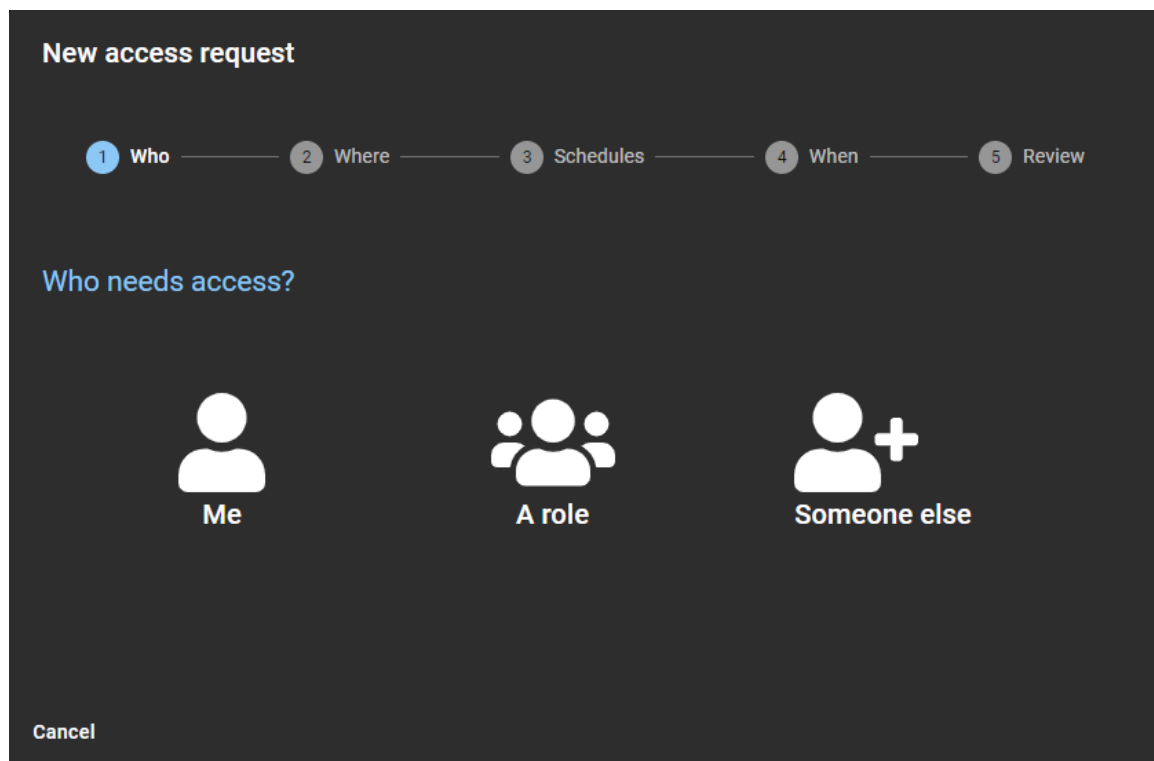 New access request
1 Who 2 Where 3 Schedules 4 When 5 Review
Who needs access?
Me A role Someone else
Cancel